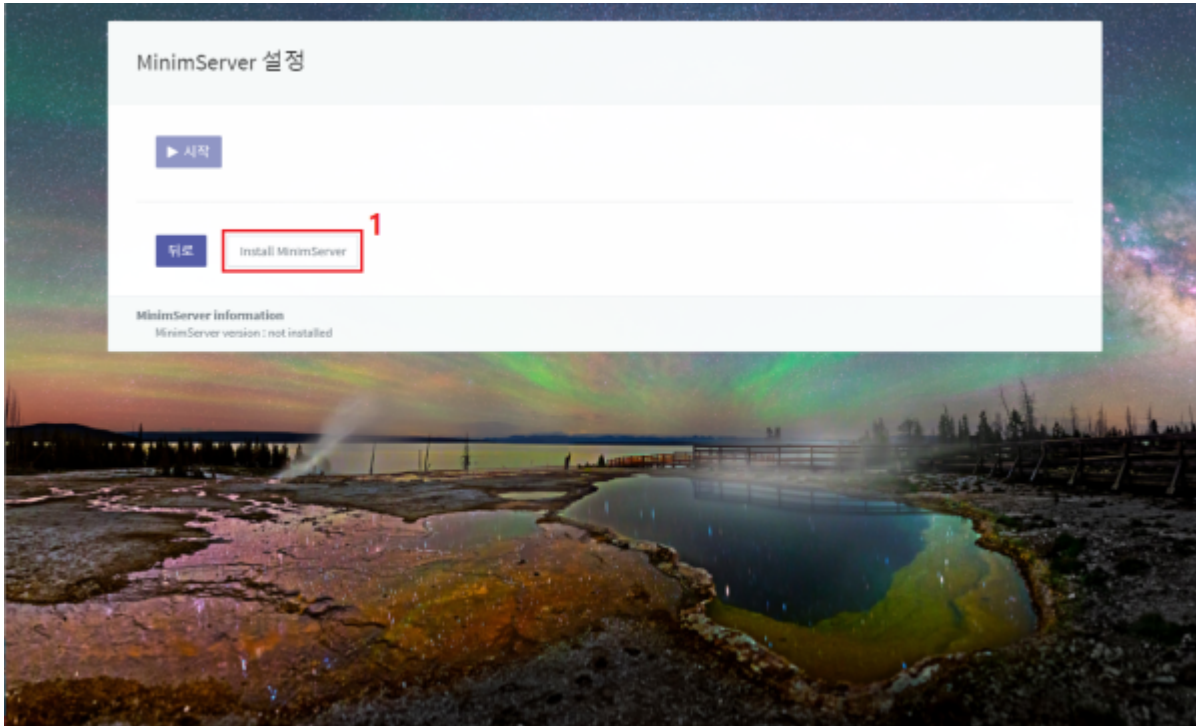 MinimServer 설정
▶ 시작
1
뒤로 Install MinimServer
MinimServer information
MinimServer version : not installed